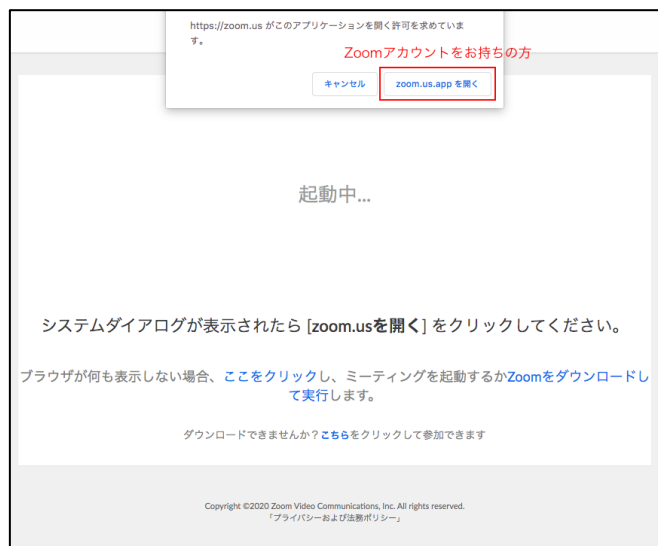 https://zoom.us がこのアプリケーションを開く許可を求めていま
す。
Zoomアカウントをお持ちの方
キャンセル
zoom.us.app を開く
起動中...
システムダイアログが表示されたら [zoom.usを開く] をクリックしてください。
ブラウザが何も表示しない場合、ここをクリックし、ミーティングを起動するかZoomをダウンロードし
て実行します。
ダウンロードできませんか？こちらをクリックして参加できます
Copyright ©2020 Zoom Video Communications, Inc. All rights reserved.
「プライバシーおよび法務ポリシー」